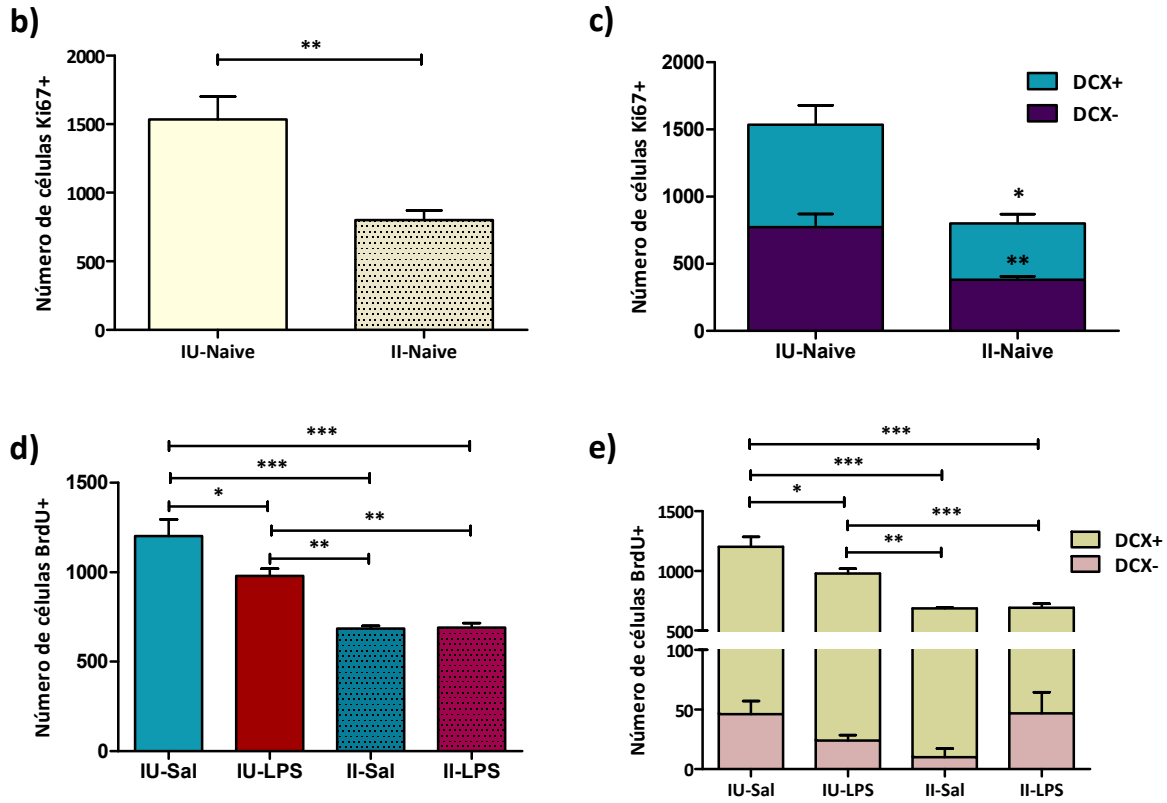 b)
**
2000
1500
1000
500
0
Número de células Ki67+
IU-Naive
II-Naive
c)
2000
1500
1000
500
0
Número de células Ki67+
DCX+
DCX-
*
**
IU-Naive
II-Naive
d)
***
***
*
**
**
1500
1000
500
0
Número de células BrdU+
IU-Sal
IU-LPS
II-Sal
II-LPS
e)
***
***
*
***
**
1500
1000
500
100
50
0
Número de células BrdU+
DCX+
DCX-
IU-Sal
IU-LPS
II-Sal
II-LPS